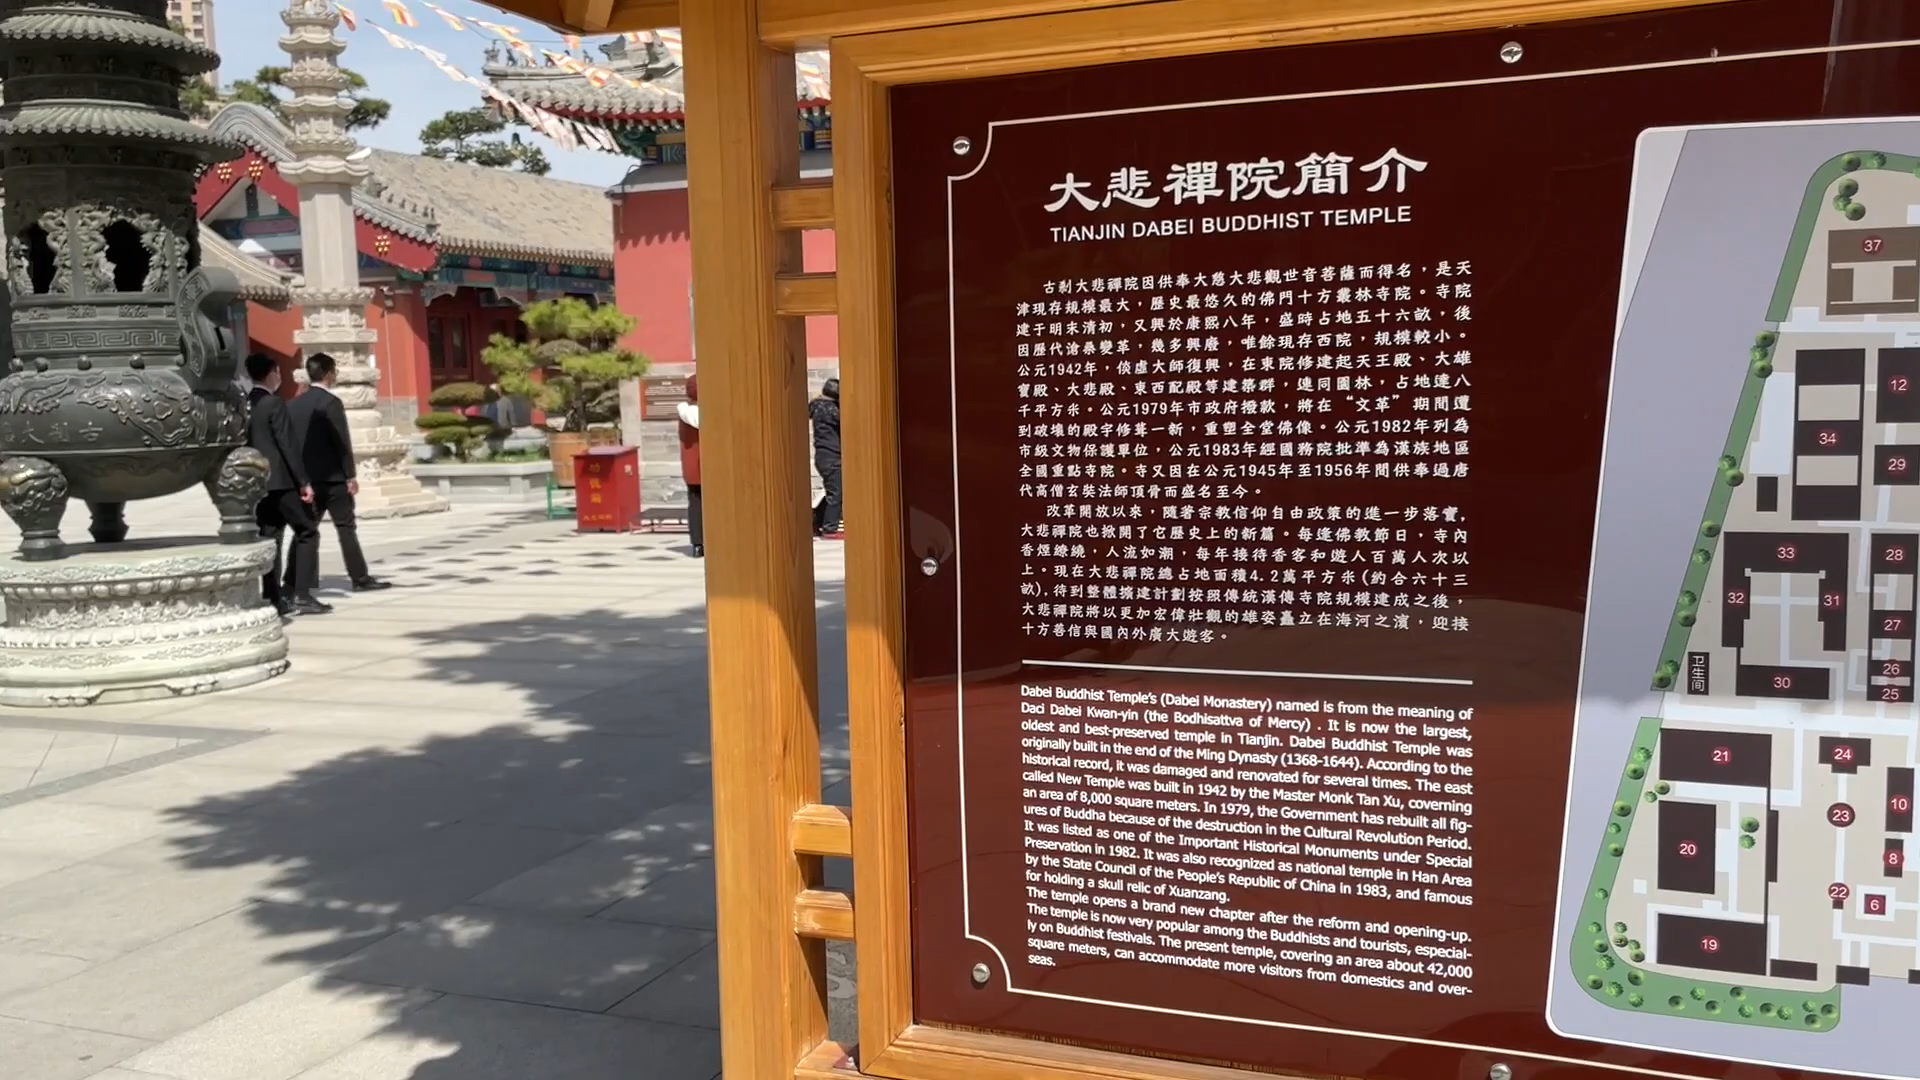 大悲禪院簡介
TIANJIN DABEI BUDDHIST TEMPLE
古刹大悲禪院因供奉大慈大悲觀世音菩薩而得名，是天
津現存規模最大，歷史最悠久的佛門十方叢林寺院。寺院
建于明末清初，又興於康熙八年，盛時占地五十六畝，後
因歷代滄桑變革，幾多興廢，唯餘現存西院，規模較小。
公元1942年，倓虛大師復興，在東院修建起天王殿、大雄
寶殿、大悲殿、東西配殿等建築群，連同園林，占地達八
千平方米。公元1979年市政府撥款，將在“文革”期間遭
到破壞的殿宇修葺一新，重塑全堂佛像。公元1982年列為
市級文物保護單位，公元1983年經國務院批準為漢族地區
全國重點寺院。寺又因在公元1945年至1956年間供奉過唐
代高僧玄奘法師頂骨而盛名至今。
改革開放以來，隨著宗教信仰自由政策的進一步落實，
大悲禪院也掀開了它歷史上的新篇。每逢佛教節日，寺內
香煙繚繞，人流如潮，每年接待香客和遊人百萬人次以
上。現在大悲禪院總占地面積4.2萬平方米(約合六十三
畝)，待到整體擴建計劃按照傳統漢傳寺院規模建成之後，
大悲禪院將以更加宏偉壯觀的雄姿矗立在海河之濱，迎接
十方善信與國內外廣大遊客。
Dabei Buddhist Temple's (Dabei Monastery) named is from the meaning of
Daci Dabei Kwan-yin (the Bodhisattva of Mercy) . It is now the largest,
oldest and best-preserved temple in Tianjin. Dabei Buddhist Temple was
originally built in the end of the Ming Dynasty (1368-1644). According to the
historical record, it was damaged and renovated for several times. The east
called New Temple was built in 1942 by the Master Monk Tan Xu, covering
an area of 8,000 square meters. In 1979, the Government has rebuilt all fig-
ures of Buddha because of the destruction in the Cultural Revolution Period.
It was listed as one of the Important Historical Monuments under Special
Preservation in 1982. It was also recognized as national temple in Han Area
by the State Council of the People's Republic of China in 1983, and famous
for holding a skull relic of Xuanzang.
The temple opens a brand new chapter after the reform and opening-up.
The temple is now very popular among the Buddhists and tourists, especial-
ly on Buddhist festivals. The present temple, covering an area about 42,000
square meters, can accommodate more visitors from domestics and over-
seas.
37
12
34
29
33
28
32
31
27
卫生间
26
30
25
21
24
10
23
20
8
22
6
19